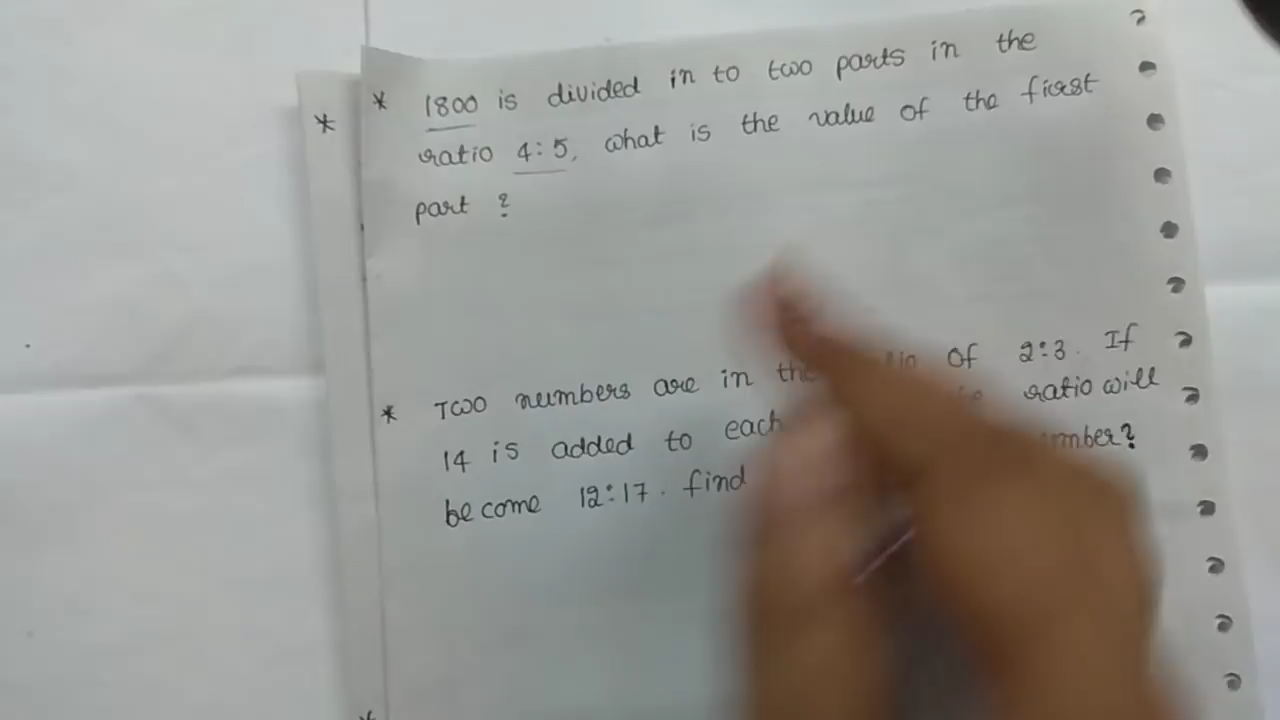 * 1800 is divided in to two parts in the
* ratio 4:5, what is the value of the first
part ?
* Two numbers are in the of 2:3. If
14 is added to each ratio will
be come 12:17. find